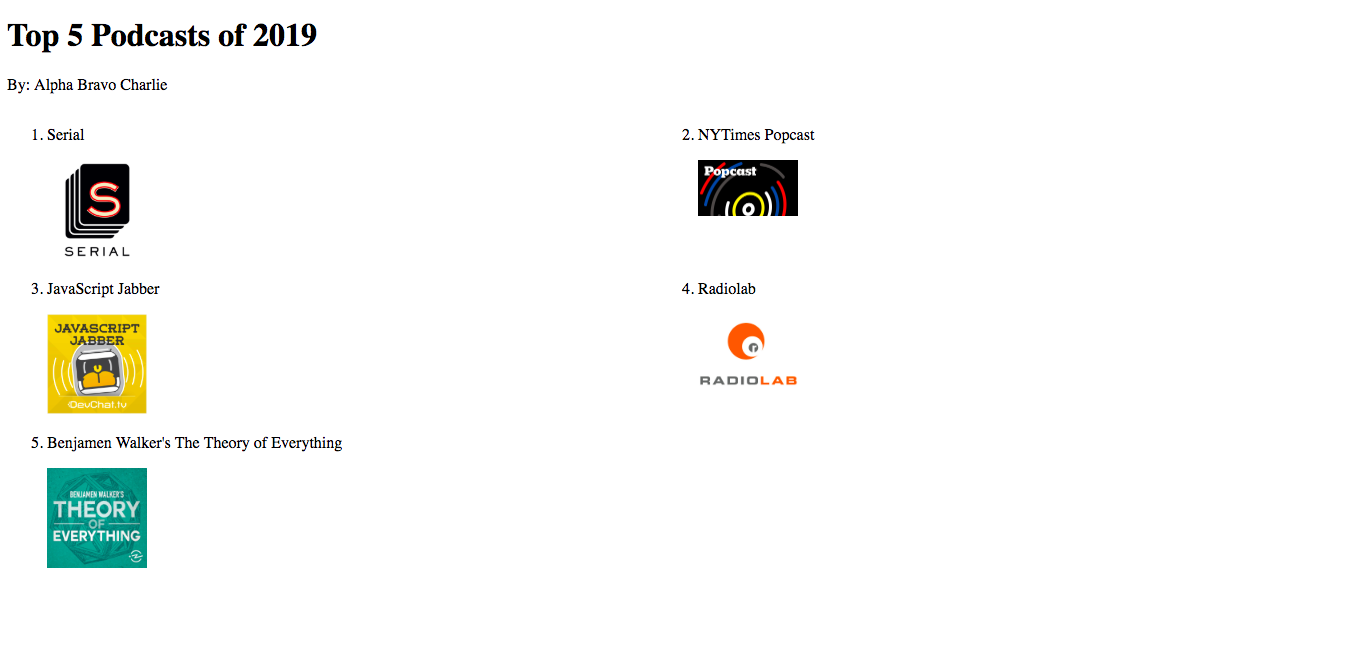 Top 5 Podcasts of 2019
By: Alpha Bravo Charlie
1. Serial
S
SERIAL
2. NYTimes Popcast
Popcast
3. JavaScript Jabber
JAVASCRIPT
JABBER
DevChat.tv
4. Radiolab
RADIOLAB
5. Benjamen Walker's The Theory of Everything
BENJAMEN WALKER'S
THEORY
OF
EVERYTHING